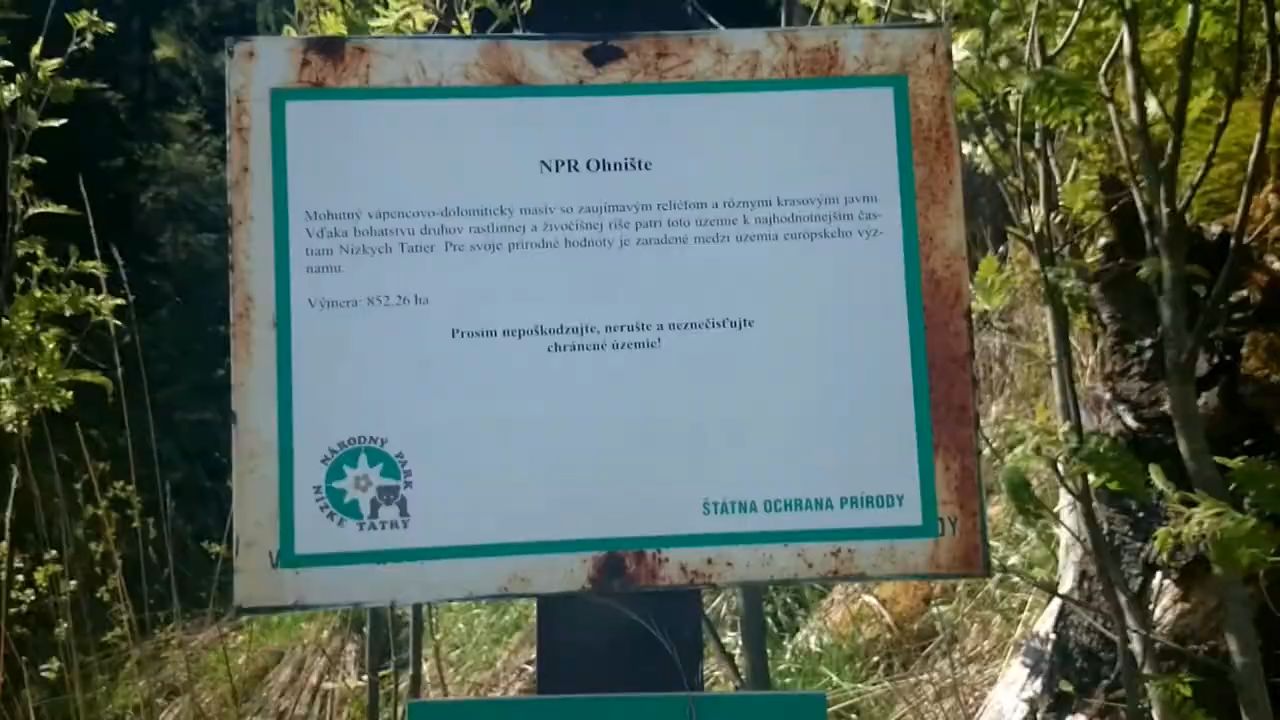 NPR Ohnište
Mohutný vápencovo-dolomitický masív so zaujímavým reliéfom a rôznymi krasovými javmi.
Vďaka bohatstvu druhov rastlinnej a živočíšnej ríše patrí toto územie k najhodnotnejším čas-
tiam Nízkych Tatier. Pre svoje prírodné hodnoty je zaradené medzi územia európskeho výz-
namu.
Výmera: 852,26 ha
Prosím nepoškodzujte, nerušte a neznečisťujte
chránené územie!
NÁRODNÝ PARK
NÍZKE TATRY
ŠTÁTNA OCHRANA PRÍRODY
DY
V